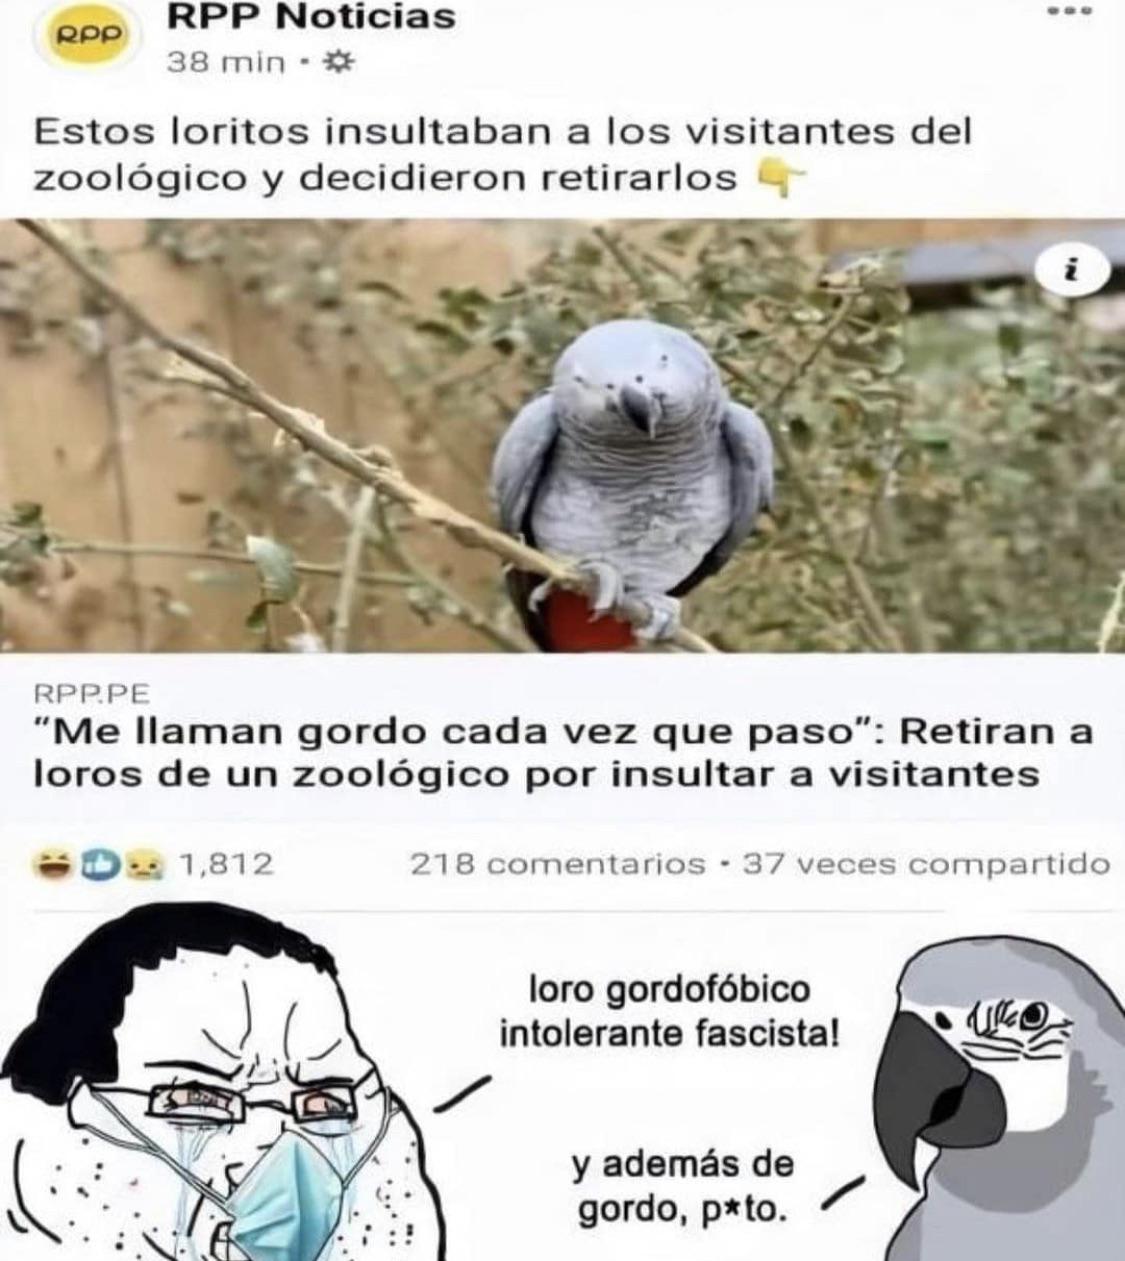 RPP
RPP Noticias
38 min ·
Estos loritos insultaban a los visitantes del
zoológico y decidieron retirarlos 👇
i
RPP.PE
“Me llaman gordo cada vez que paso”: Retiran a
loros de un zoológico por insultar a visitantes
1,812
218 comentarios · 37 veces compartido
loro gordofóbico
intolerante fascista!
y además de
gordo, p*to.